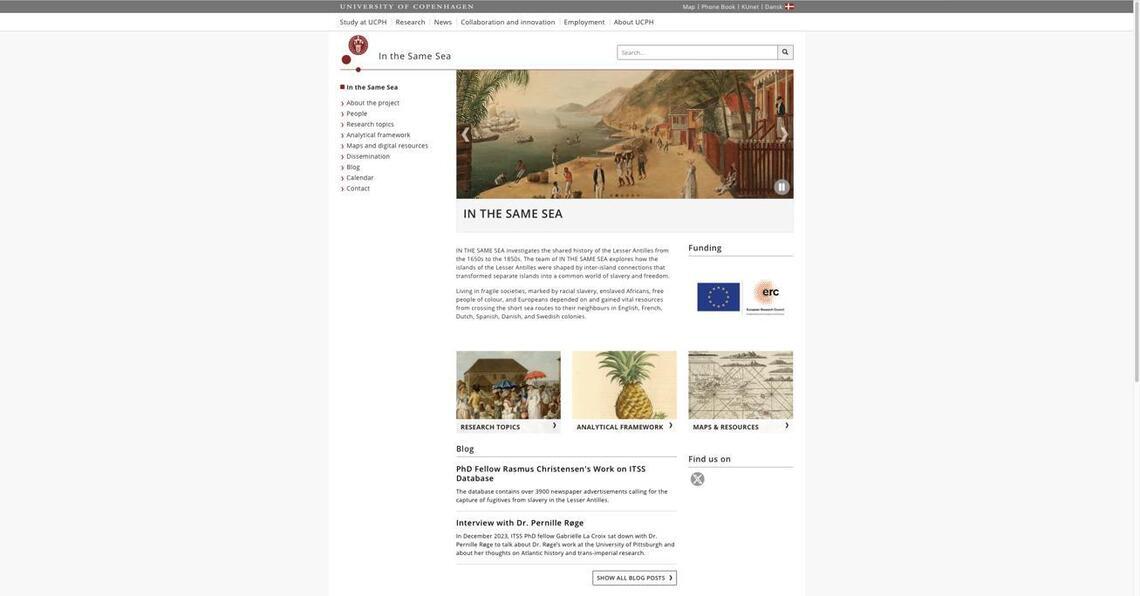 UNIVERSITY OF COPENHAGEN
Map | Phone Book | KUnet | Dansk
Study at UCPH | Research | News | Collaboration and innovation | Employment | About UCPH
In the Same Sea
Search...
In the Same Sea
About the project
People
Research topics
Analytical framework
Maps and digital resources
Dissemination
Blog
Calendar
Contact
IN THE SAME SEA
IN THE SAME SEA investigates the shared history of the Lesser Antilles from
the 1650s to the 1850s. The team of IN THE SAME SEA explores how the
islands of the Lesser Antilles were shaped by inter-island connections that
transformed separate islands into a common world of slavery and freedom.
Living in fragile societies, marked by racial slavery, enslaved Africans, free
people of colour, and Europeans depended on and gained vital resources
from crossing the short sea routes to their neighbours in English, French,
Dutch, Spanish, Danish, and Swedish colonies.
Funding
erc
European Research Council
RESEARCH TOPICS
ANALYTICAL FRAMEWORK
MAPS & RESOURCES
Blog
PhD Fellow Rasmus Christensen's Work on ITSS
Database
The database contains over 3900 newspaper advertisements calling for the
capture of fugitives from slavery in the Lesser Antilles.
Interview with Dr. Pernille Røge
In December 2023, ITSS PhD fellow Gabriëlle La Croix sat down with Dr.
Pernille Røge to talk about Dr. Røge's work at the University of Pittsburgh and
about her thoughts on Atlantic history and trans-imperial research.
SHOW ALL BLOG POSTS
Find us on